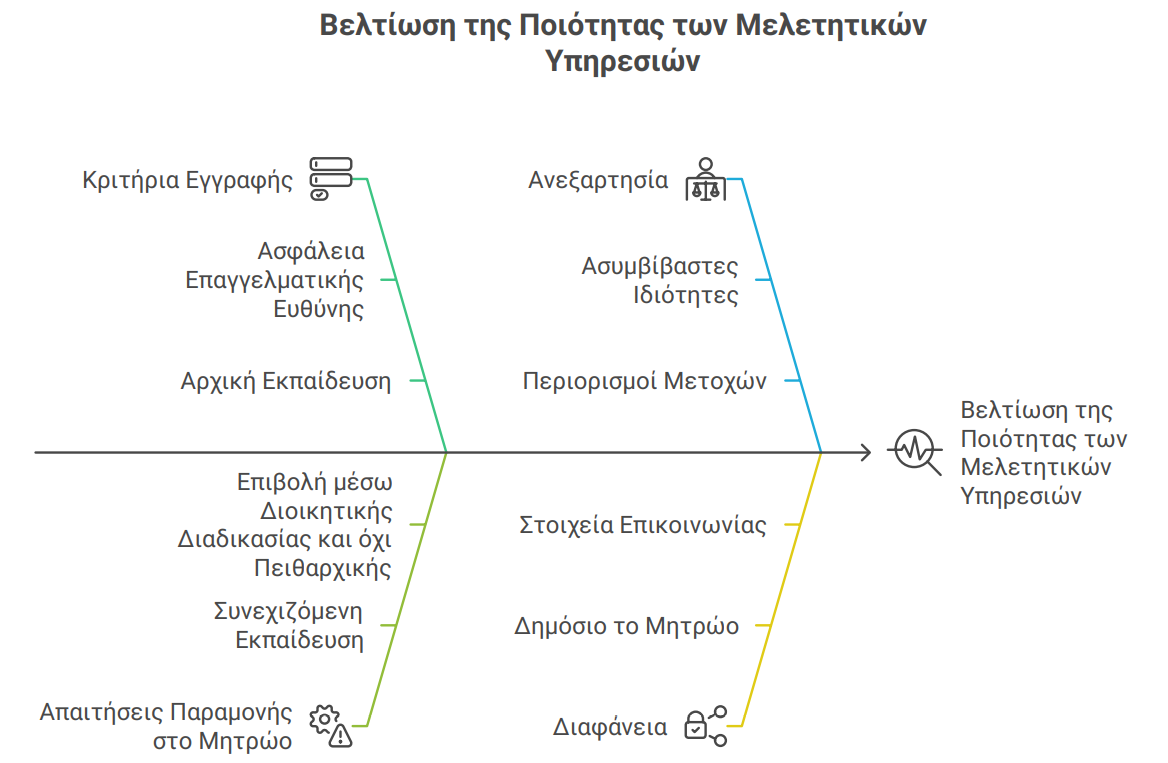 Βελτίωση της Ποιότητας των Μελετητικών
Υπηρεσιών
Κριτήρια Εγγραφής
Ασφάλεια
Επαγγελματικής
Ευθύνης
Αρχική Εκπαίδευση
Ανεξαρτησία
Ασυμβίβαστες
Ιδιότητες
Περιορισμοί Μετοχών
Βελτίωση της
Ποιότητας των
Μελετητικών
Υπηρεσιών
Επιβολή μέσω
Διοικητικής
Διαδικασίας και όχι
Πειθαρχικής
Συνεχιζόμενη
Εκπαίδευση
Απαιτήσεις Παραμονής
στο Μητρώο
Στοιχεία Επικοινωνίας
Δημόσιο το Μητρώο
Διαφάνεια